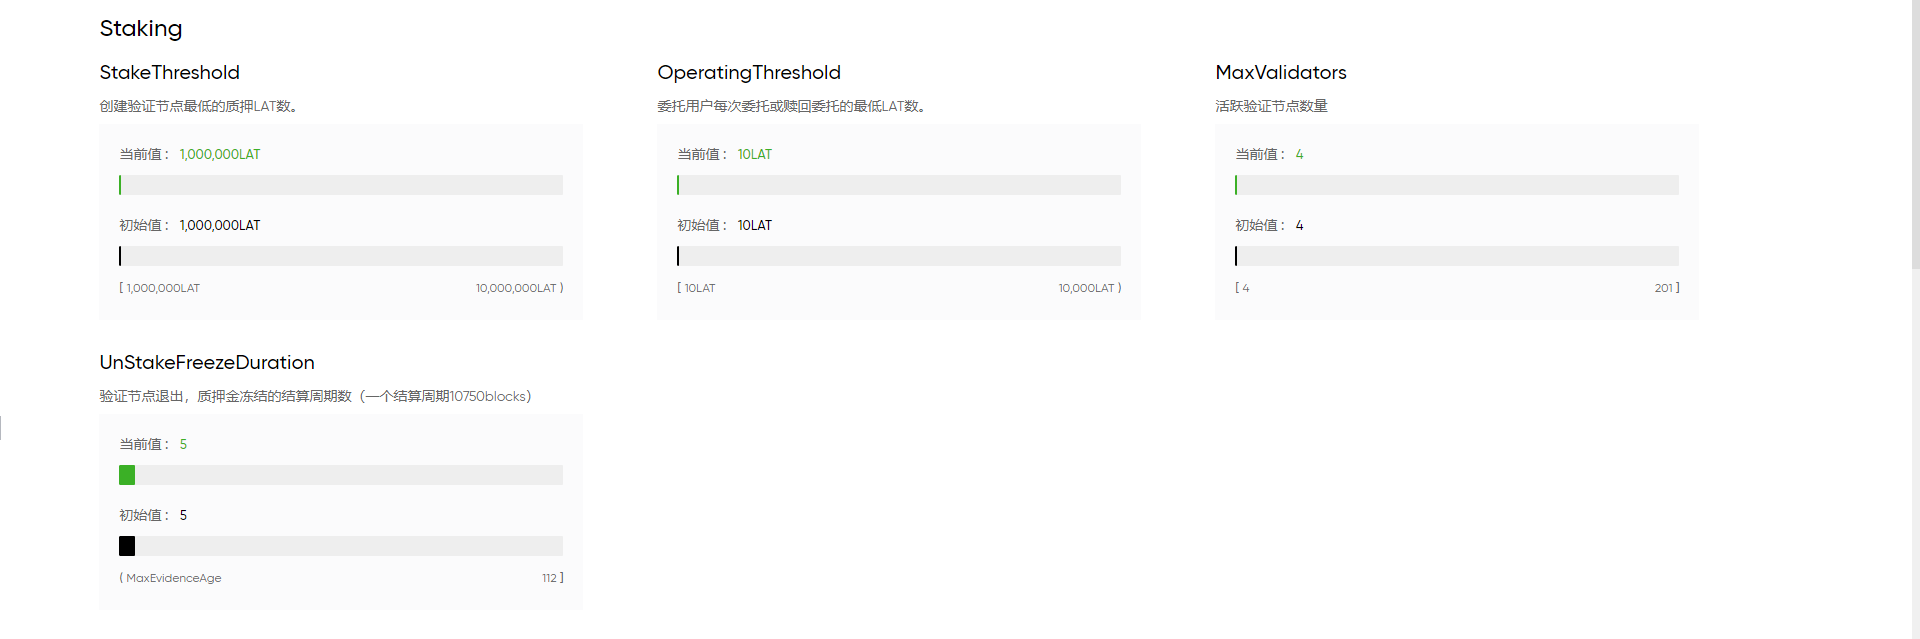 Staking
StakeThreshold
创建验证节点最低的质押LAT数。
当前值： 1,000,000LAT
初始值： 1,000,000LAT
[ 1,000,000LAT 10,000,000LAT )
OperatingThreshold
委托用户每次委托或赎回委托的最低LAT数。
当前值： 10LAT
初始值： 10LAT
[ 10LAT 10,000LAT )
MaxValidators
活跃验证节点数量
当前值： 4
初始值： 4
[ 4 201 ]
UnStakeFreezeDuration
验证节点退出，质押金冻结的结算周期数（一个结算周期10750blocks）
当前值： 5
初始值： 5
( MaxEvidenceAge 112 ]